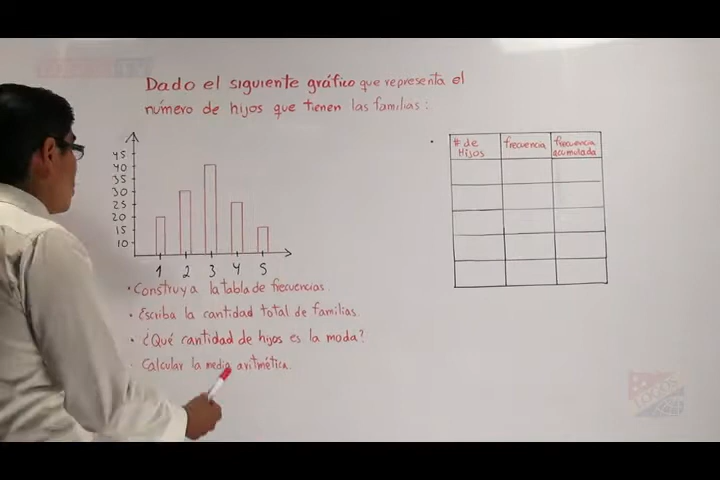 Dado el siguiente gráfico que representa el
número de hijos que tienen las familias:
45
40
35
30
25
20
15
10
1 2 3 4 5
• Construya la tabla de frecuencias.
• Escriba la cantidad total de familias.
• ¿Qué cantidad de hijos es la moda?
• Calcular la media aritmética.
# de Hijos
frecuencia
frecuencia acumulada
LOGOS